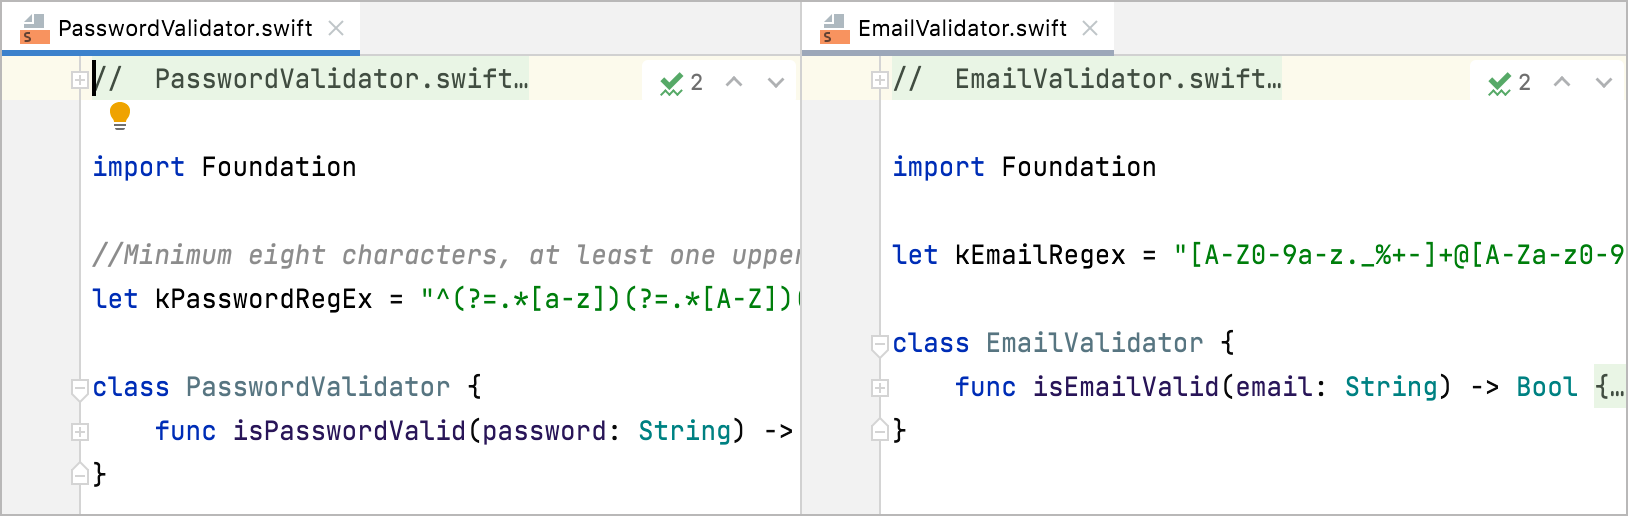 PasswordValidator.swift
//  PasswordValidator.swift…
2
import Foundation
//Minimum eight characters, at least one upper
let kPasswordRegEx = "^(?=.*[a-z])(?=.*[A-Z])(
class PasswordValidator {
func isPasswordValid(password: String) ->
}
EmailValidator.swift
//  EmailValidator.swift…
2
import Foundation
let kEmailRegex = "[A-Z0-9a-z._%+-]+@[A-Za-z0-9
class EmailValidator {
func isEmailValid(email: String) -> Bool {…
}